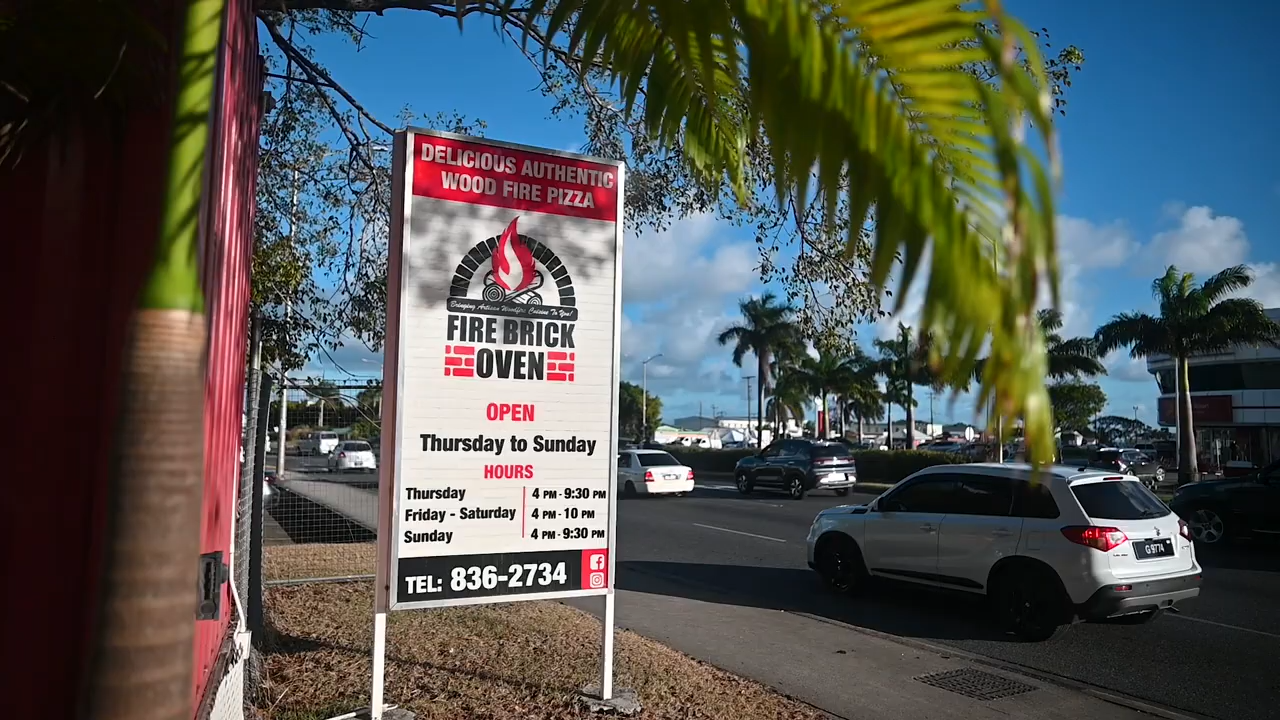 DELICIOUS AUTHENTIC
WOOD FIRE PIZZA
Bringing Artisan Woodfire Cuisine To You!
FIRE BRICK
OVEN
OPEN
Thursday to Sunday
HOURS
Thursday 4 PM - 9:30 PM
Friday - Saturday 4 PM - 10 PM
Sunday 4 PM - 9:30 PM
TEL: 836-2734
G 9774